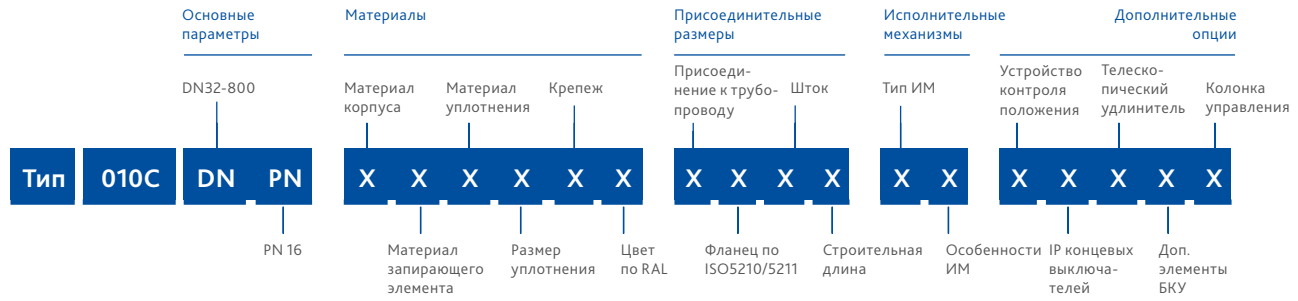 Основные
параметры
Материалы
Присоединительные
размеры
Исполнительные
механизмы
Дополнительные
опции
DN32-800
Материал
корпуса
Материал
уплотнения
Крепеж
Присоеди-
нение к трубо-
проводу
Шток
Тип ИМ
Устройство
контроля
положения
Телеско-
пический
удлинитель
Колонка
управления
Тип 010С DN PN X X X X X X X X X X X X X X X X X
PN 16
Материал
запирающего
элемента
Размер
уплотнения
Цвет
по RAL
Фланец по
ISO5210/5211
Строительная
длина
Особенности
ИМ
IP концевых
выключа-
телей
Доп.
элементы
БКУ